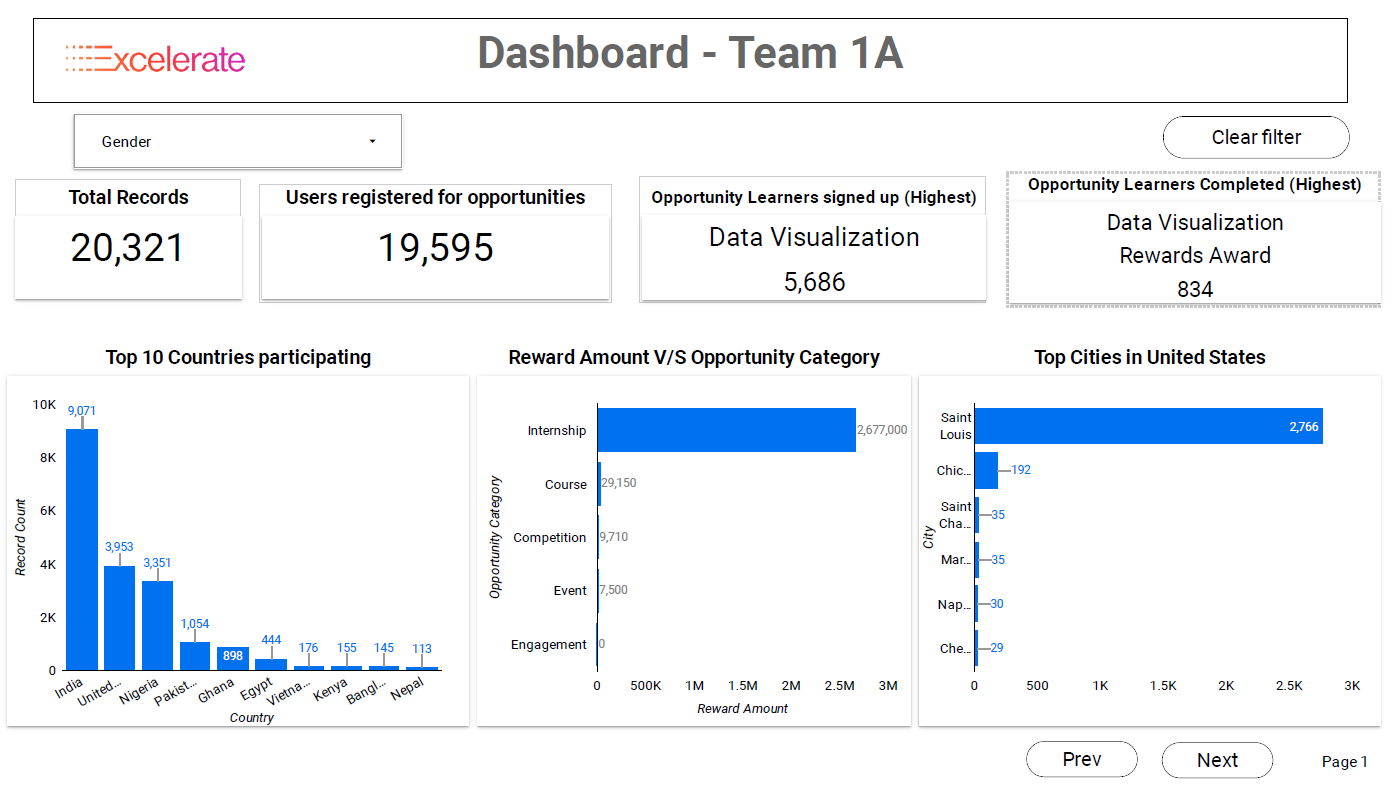 Excelerate
Dashboard - Team 1A
Gender
Clear filter
Total Records
20,321
Users registered for opportunities
19,595
Opportunity Learners signed up (Highest)
Data Visualization
5,686
Opportunity Learners Completed (Highest)
Data Visualization
Rewards Award
834
Top 10 Countries participating
10K
8K
6K
4K
2K
0
Record Count
9,071
3,953
3,351
1,054
898
444
176
155
145
113
India
United...
Nigeria
Pakist...
Ghana
Egypt
Vietna...
Kenya
Bangl...
Nepal
Country
Reward Amount V/S Opportunity Category
Opportunity Category
Internship
2,677,000
Course
29,150
Competition
9,710
Event
7,500
Engagement
0
0
500K
1M
1.5M
2M
2.5M
3M
Reward Amount
Top Cities in United States
City
Saint
Louis
2,766
Chic...
192
Saint
Cha...
35
Mar...
35
Nap...
30
Che...
29
0
500
1K
1.5K
2K
2.5K
3K
Prev
Next
Page 1